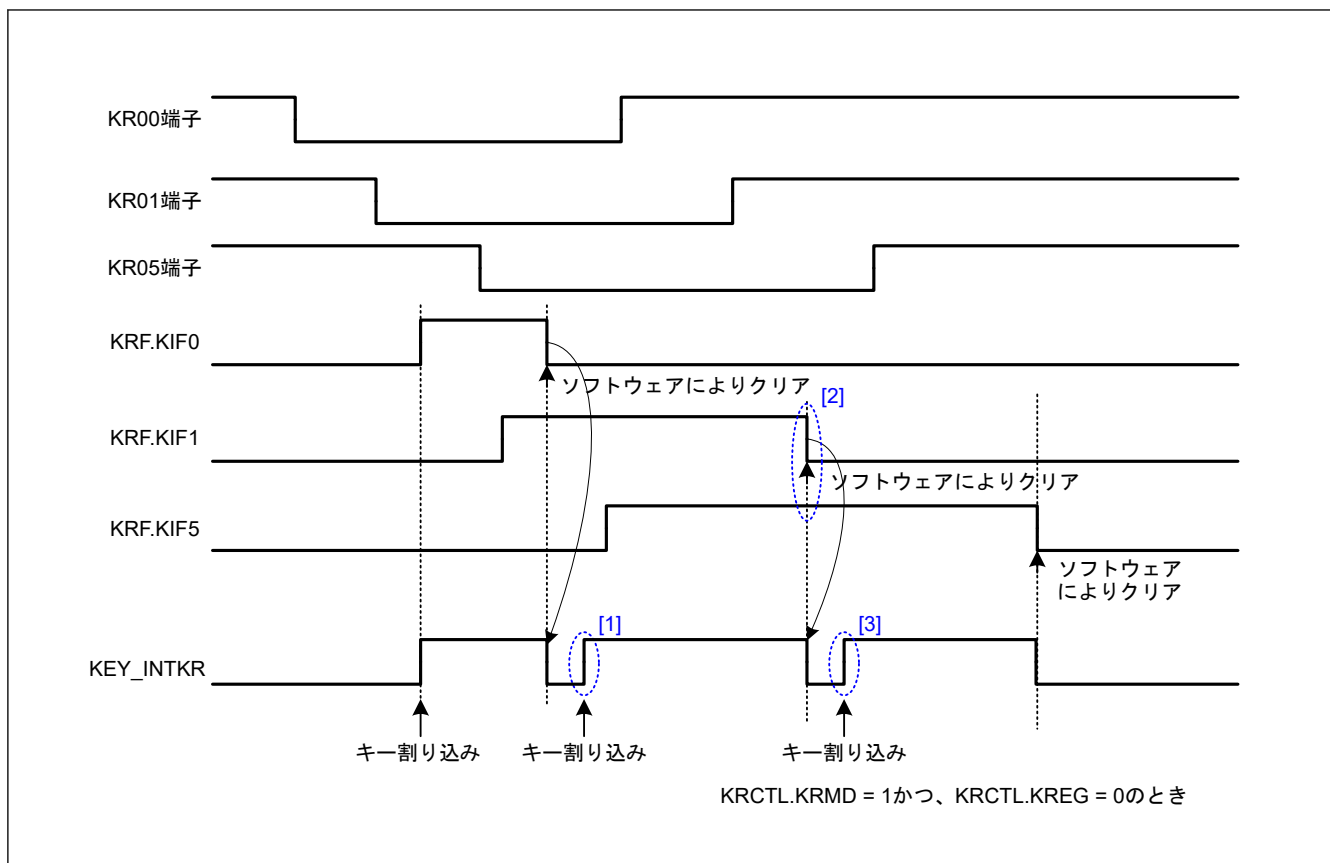 KR00端子
KR01端子
KR05端子
KRF.KIF0
ソフトウェアによりクリア
[2]
KRF.KIF1
ソフトウェアによりクリア
KRF.KIF5
ソフトウェア
によりクリア
[1]
[3]
KEY_INTKR
キー割り込み
キー割り込み
キー割り込み
KRCTL.KRMD = 1かつ、KRCTL.KREG = 0のとき